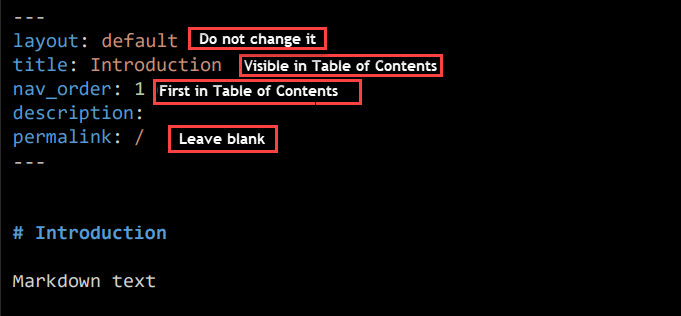 ---
layout: default Do not change it
title: Introduction Visible in Table of Contents
nav_order: 1 First in Table of Contents
description:
permalink: / Leave blank
---
# Introduction
Markdown text